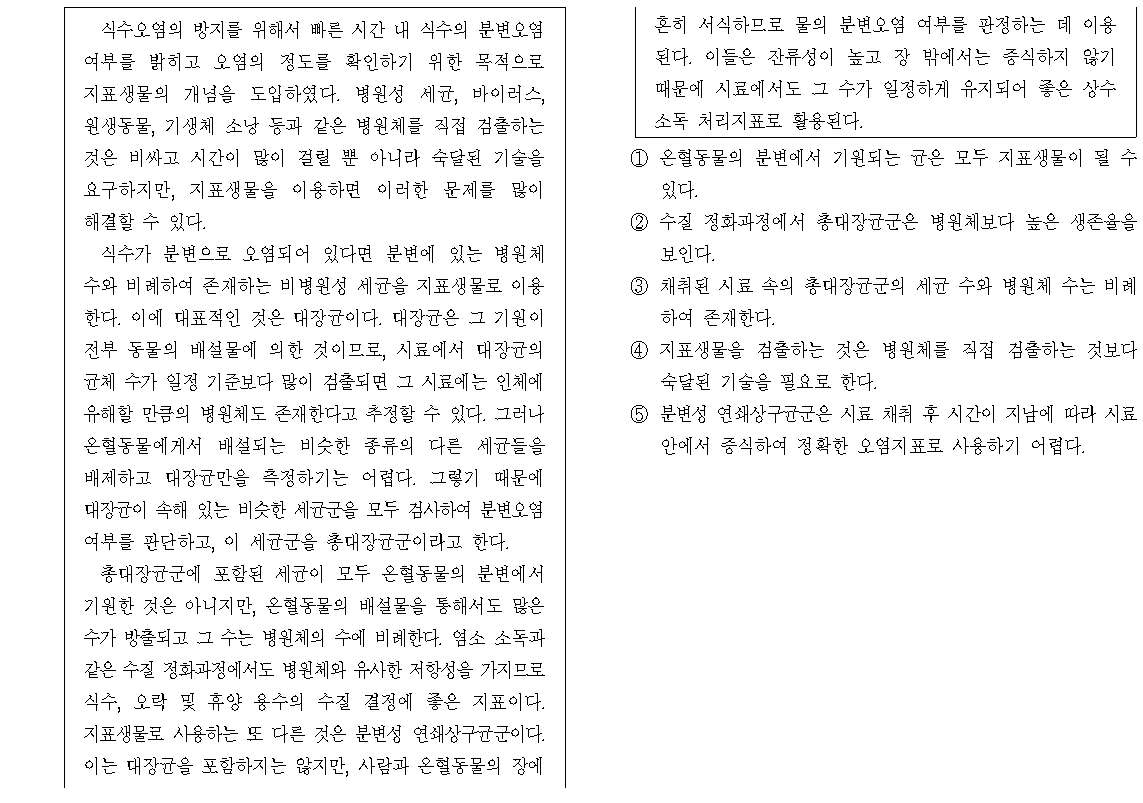 식수오염의 방지를 위해서 빠른 시간 내 식수의 분변오염
여부를 밝히고 오염의 정도를 확인하기 위한 목적으로
지표생물의 개념을 도입하였다. 병원성 세균, 바이러스,
원생동물, 기생체 소낭 등과 같은 병원체를 직접 검출하는
것은 비싸고 시간이 많이 걸릴 뿐 아니라 숙달된 기술을
요구하지만, 지표생물을 이용하면 이러한 문제를 많이
해결할 수 있다.
식수가 분변으로 오염되어 있다면 분변에 있는 병원체
수와 비례하여 존재하는 비병원성 세균을 지표생물로 이용
한다. 이에 대표적인 것은 대장균이다. 대장균은 그 기원이
전부 동물의 배설물에 의한 것이므로, 시료에서 대장균의
균체 수가 일정 기준보다 많이 검출되면 그 시료에는 인체에
유해할 만큼의 병원체도 존재한다고 추정할 수 있다. 그러나
온혈동물에게서 배설되는 비슷한 종류의 다른 세균들을
배제하고 대장균만을 측정하기는 어렵다. 그렇기 때문에
대장균이 속해 있는 비슷한 세균군을 모두 검사하여 분변오염
여부를 판단하고, 이 세균군을 총대장균군이라고 한다.
총대장균군에 포함된 세균이 모두 온혈동물의 분변에서
기원한 것은 아니지만, 온혈동물의 배설물을 통해서도 많은
수가 방출되고 그 수는 병원체의 수에 비례한다. 염소 소독과
같은 수질 정화과정에서도 병원체와 유사한 저항성을 가지므로
식수, 오락 및 휴양 용수의 수질 결정에 좋은 지표이다.
지표생물로 사용하는 또 다른 것은 분변성 연쇄상구균군이다.
이는 대장균을 포함하지는 않지만, 사람과 온혈동물의 장에
흔히 서식하므로 물의 분변오염 여부를 판정하는 데 이용
된다. 이들은 잔류성이 높고 장 밖에서는 증식하지 않기
때문에 시료에서도 그 수가 일정하게 유지되어 좋은 상수
소독 처리지표로 활용된다.
① 온혈동물의 분변에서 기원되는 균은 모두 지표생물이 될 수
있다.
② 수질 정화과정에서 총대장균군은 병원체보다 높은 생존율을
보인다.
③ 채취된 시료 속의 총대장균군의 세균 수와 병원체 수는 비례
하여 존재한다.
④ 지표생물을 검출하는 것은 병원체를 직접 검출하는 것보다
숙달된 기술을 필요로 한다.
⑤ 분변성 연쇄상구균군은 시료 채취 후 시간이 지남에 따라 시료
안에서 증식하여 정확한 오염지표로 사용하기 어렵다.